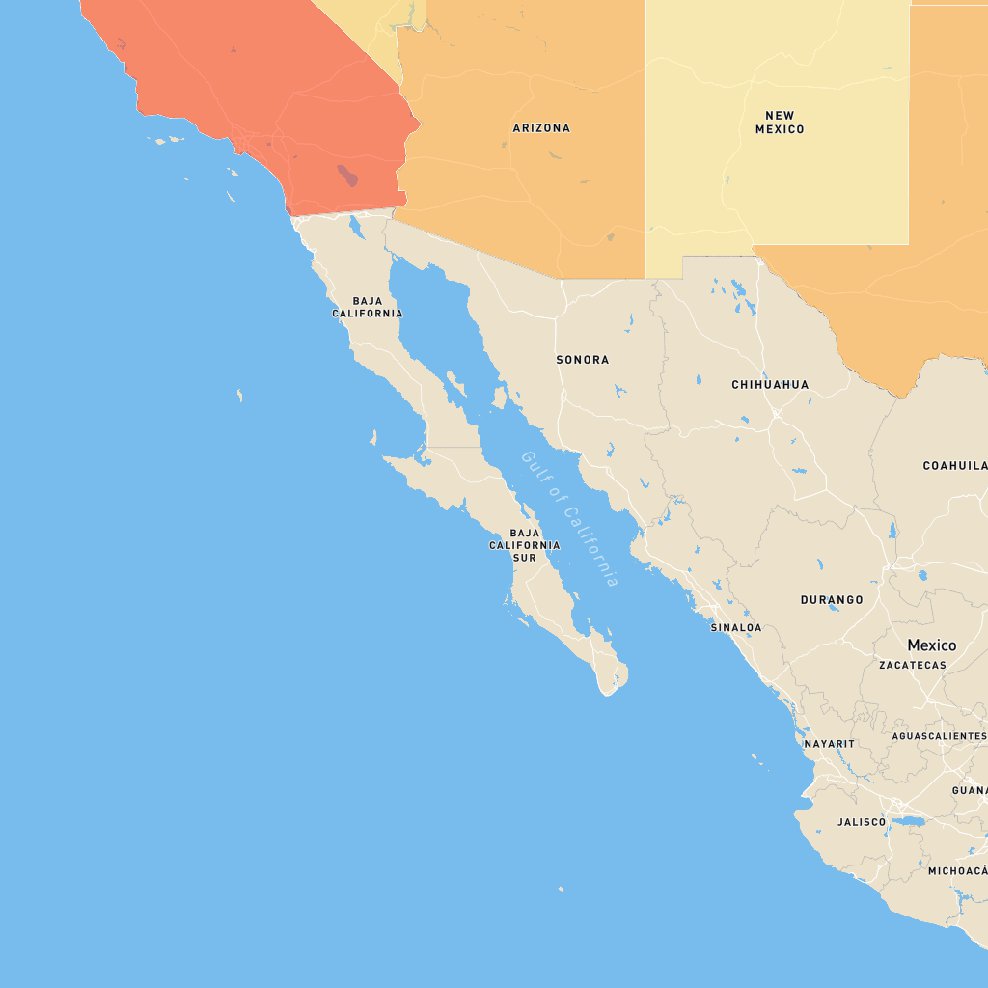 ARIZONA
NEW
MEXICO
BAJA
CALIFORNIA
SONORA
CHIHUAHUA
COAHUILA
Gulf of California
BAJA
CALIFORNIA
SUR
DURANGO
SINALOA
Mexico
ZACATECAS
AGUASCALIENTES
NAYARIT
GUANA
JALISCO
MICHOACÁ